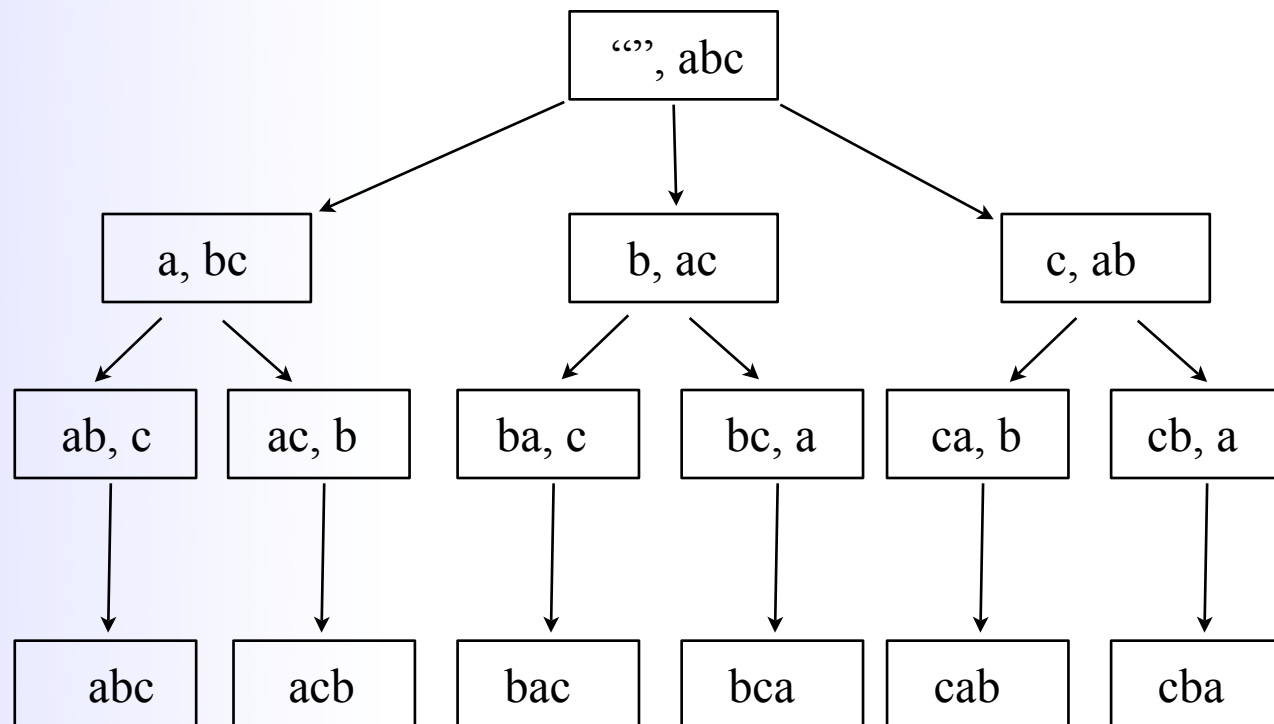 “”, abc
a, bc
b, ac
c, ab
ab, c
ac, b
ba, c
bc, a
ca, b
cb, a
abc
acb
bac
bca
cab
cba